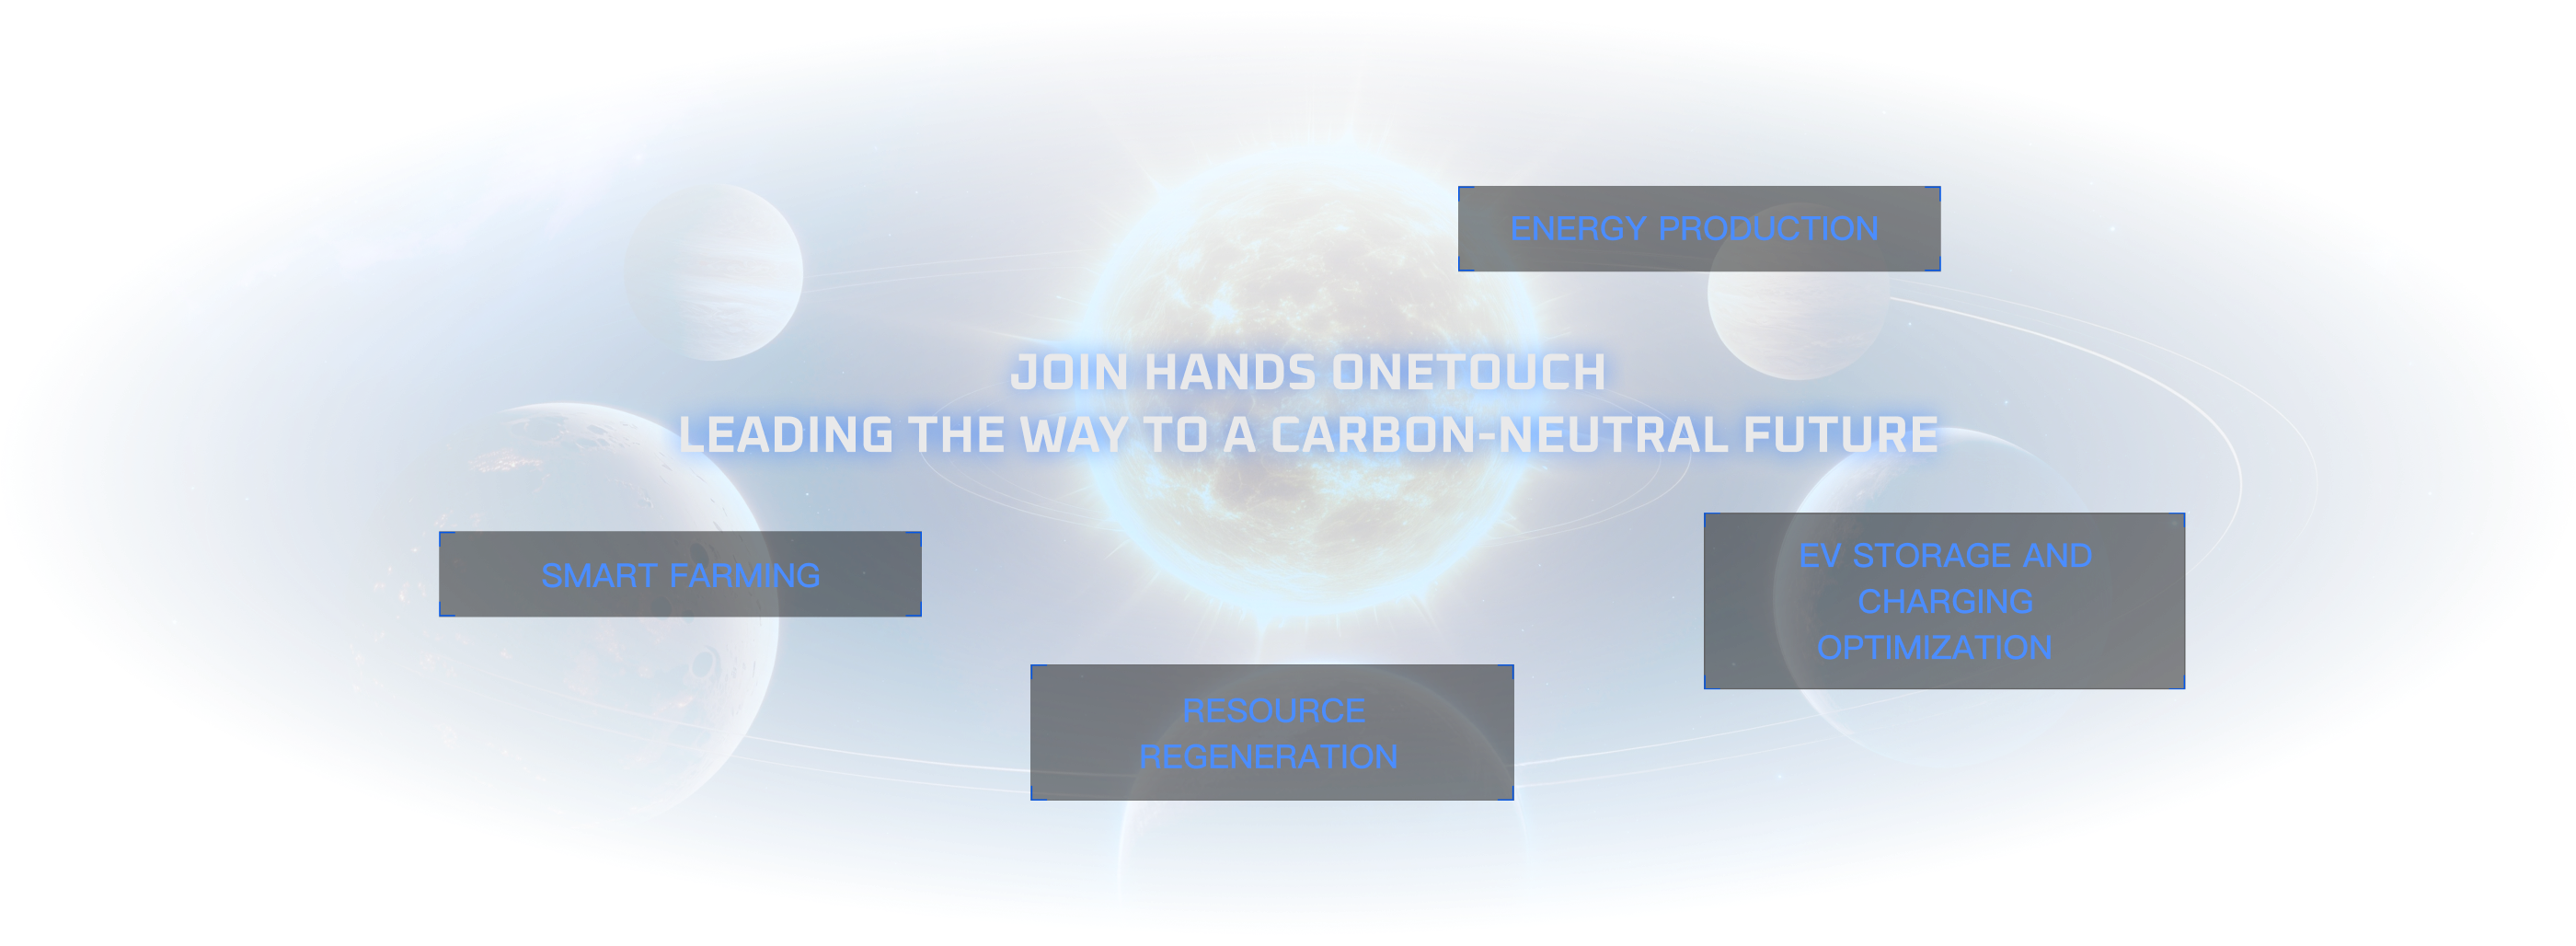 ENERGY PRODUCTION
JOIN HANDS ONETOUCH
LEADING THE WAY TO A CARBON-NEUTRAL FUTURE
SMART FARMING
EV STORAGE AND
CHARGING
OPTIMIZATION
RESOURCE
REGENERATION